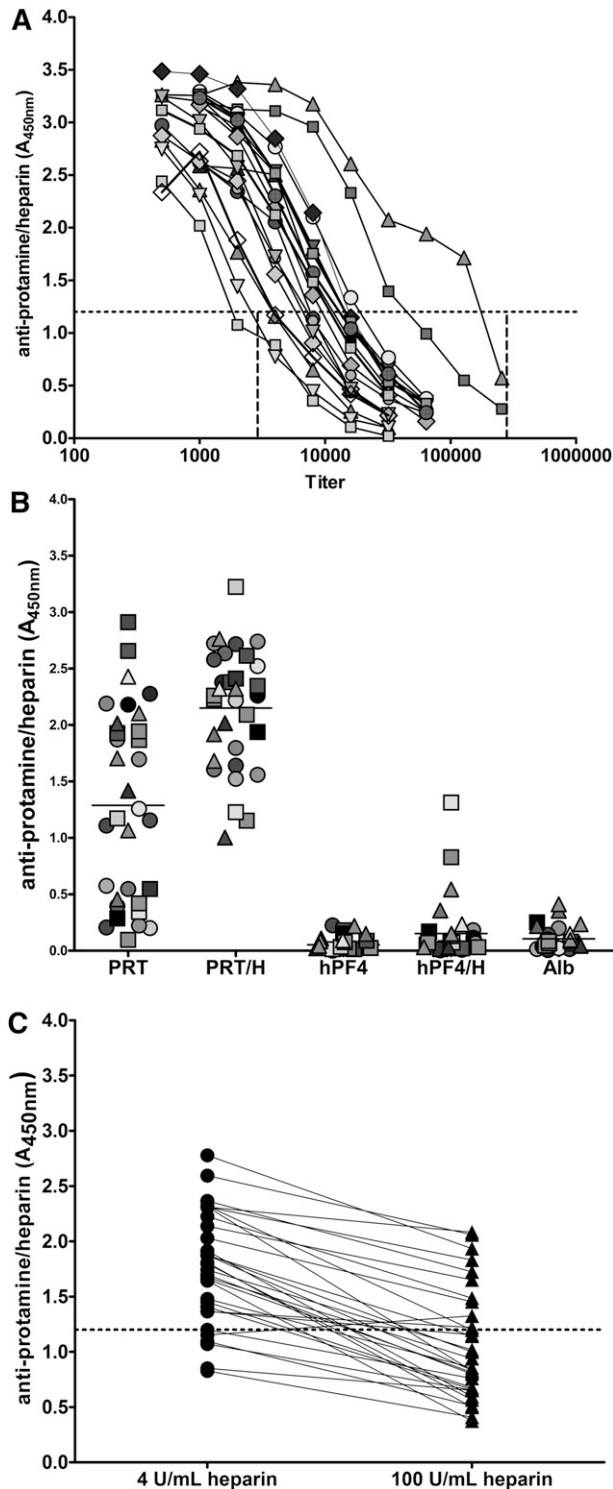 A
anti-protamine/heparin (A450nm)
4.0
3.5
3.0
2.5
2.0
1.5
1.0
0.5
0.0
100 1000 10000 100000 1000000
Titer
B
anti-protamine/heparin (A450nm)
4.0
3.5
3.0
2.5
2.0
1.5
1.0
0.5
0.0
PRT PRT/H hPF4 hPF4/H Alb
C
anti-protamine/heparin (A450nm)
4.0
3.5
3.0
2.5
2.0
1.5
1.0
0.5
0.0
4 U/mL heparin 100 U/mL heparin